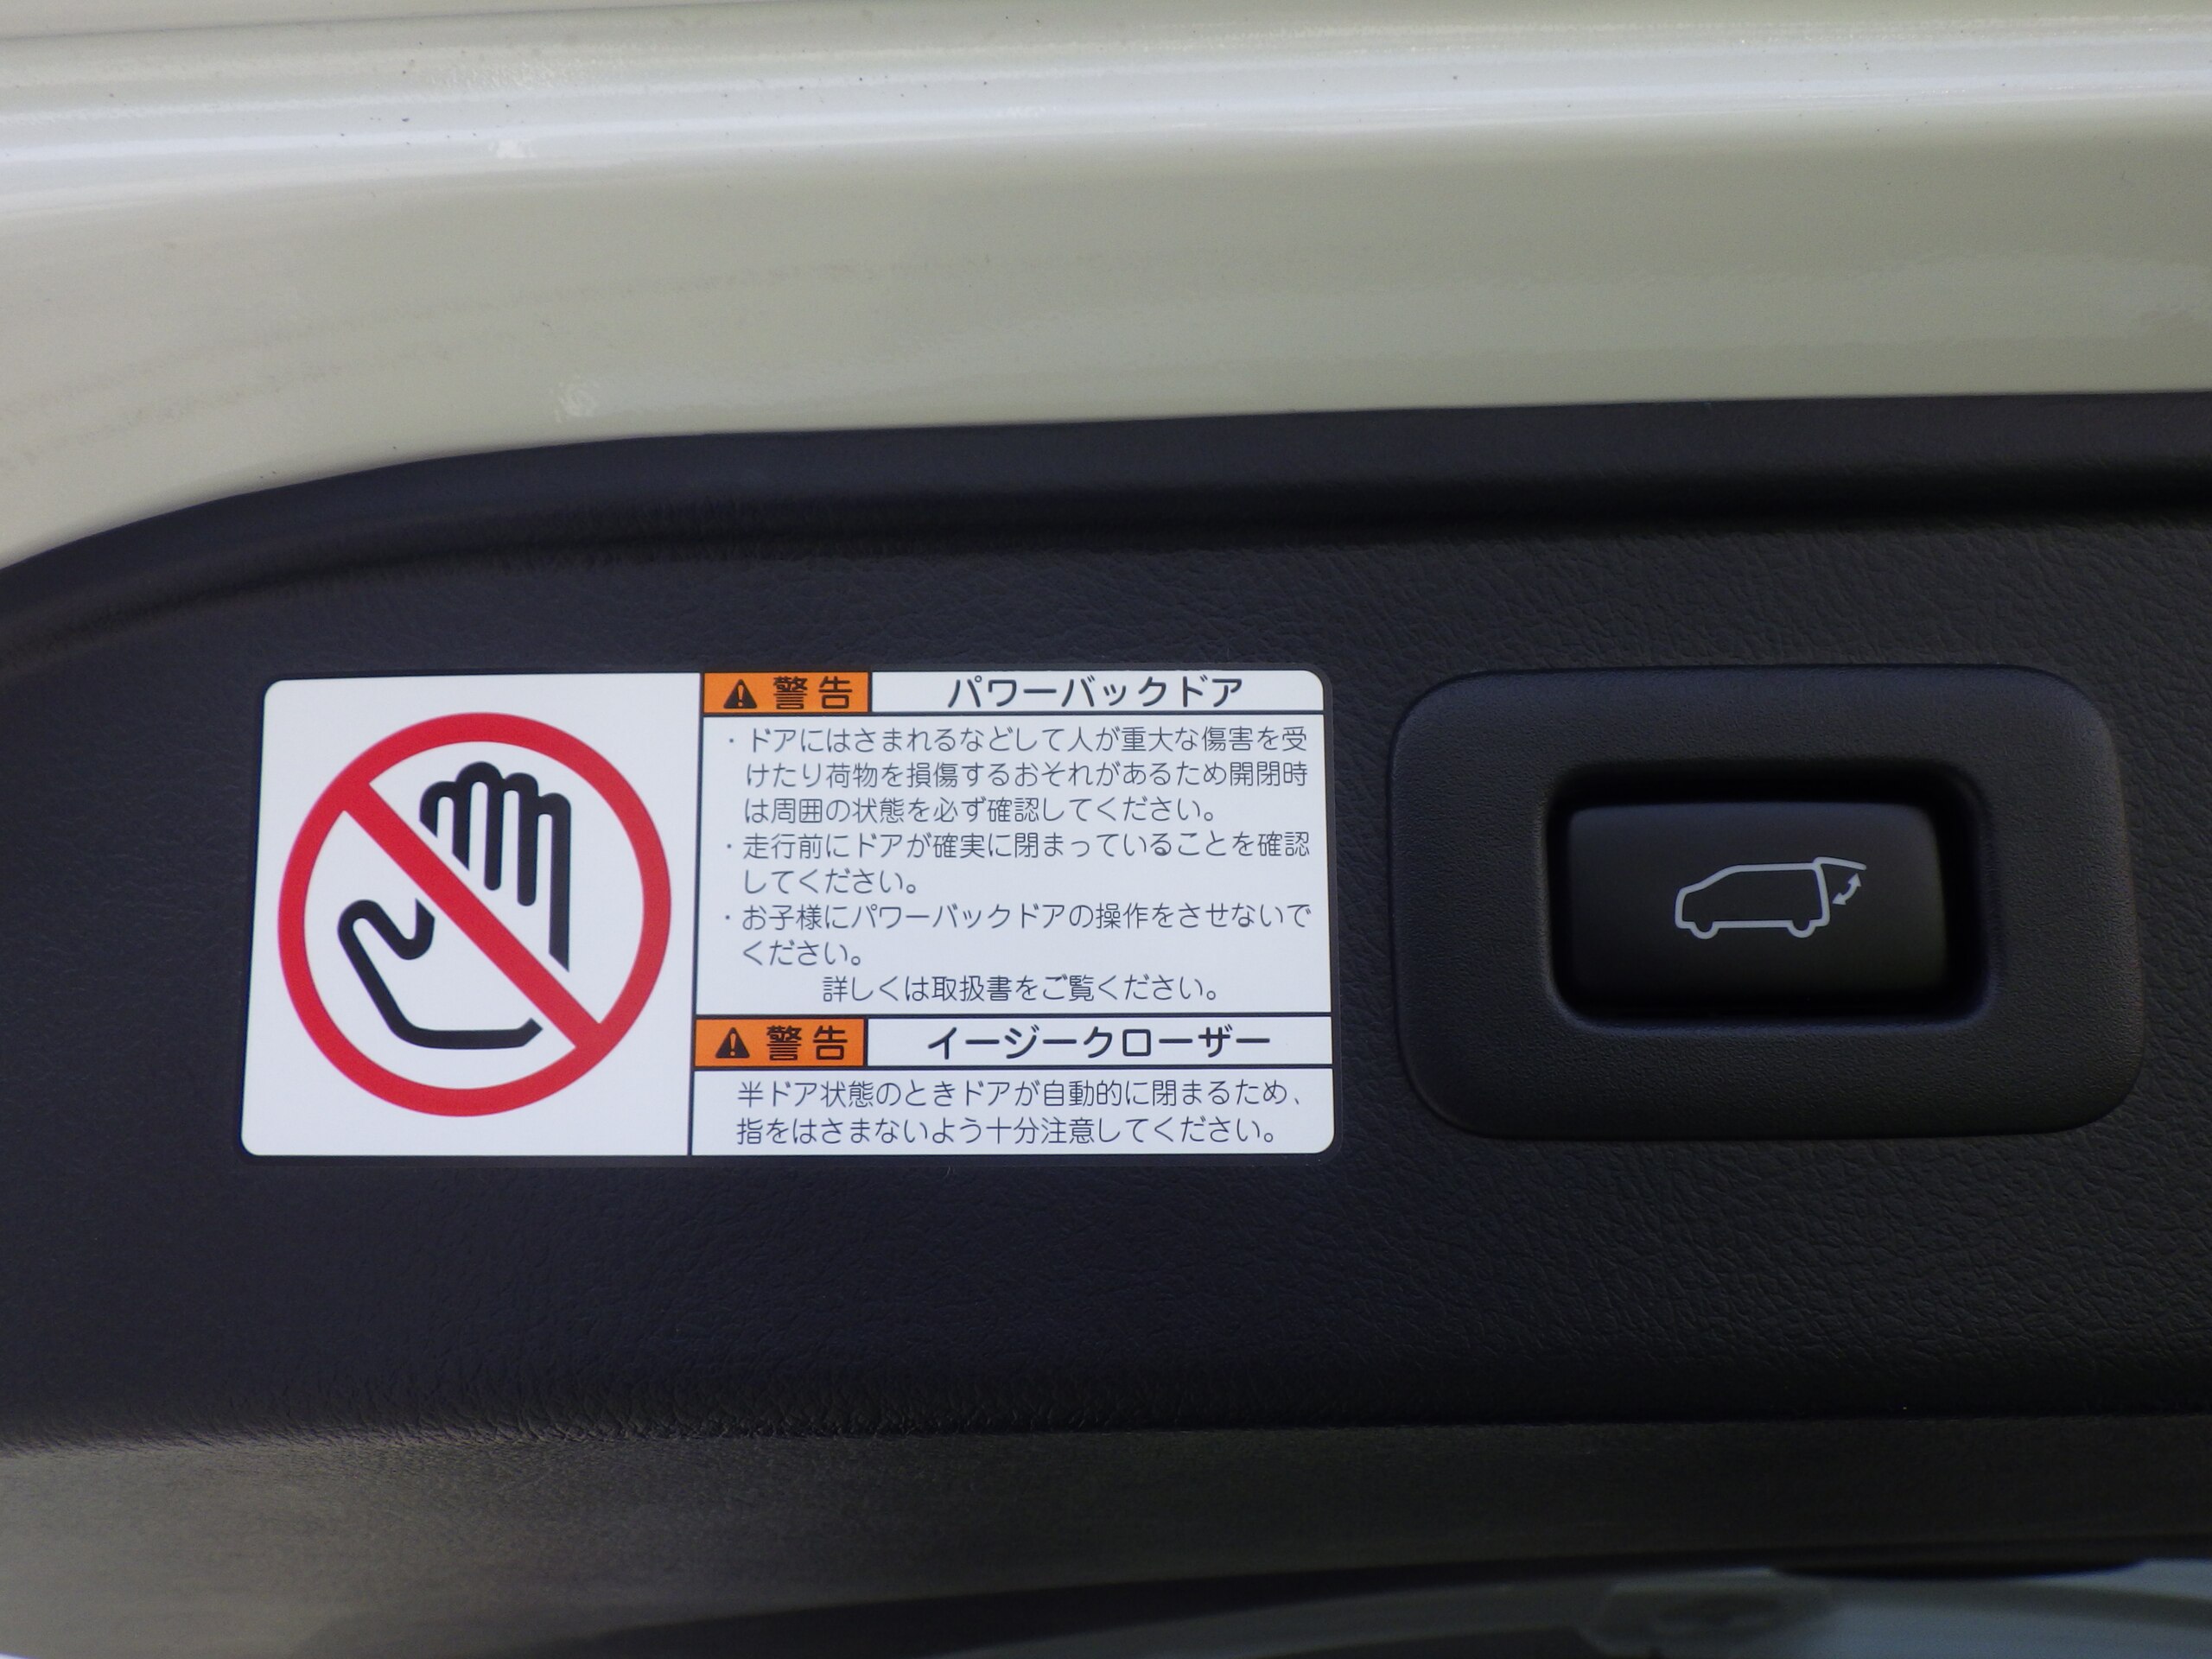 警告 パワーバックドア
・ドアにはさまれるなどして人が重大な傷害を受
けたり荷物を損傷するおそれがあるため開閉時
は周囲の状態を必ず確認してください。
・走行前にドアが確実に閉まっていることを確認
してください。
・お子様にパワーバックドアの操作をさせないで
ください。
詳しくは取扱書をご覧ください。
警告 イージークローザー
半ドア状態のときドアが自動的に閉まるため、
指をはさまないよう十分注意してください。